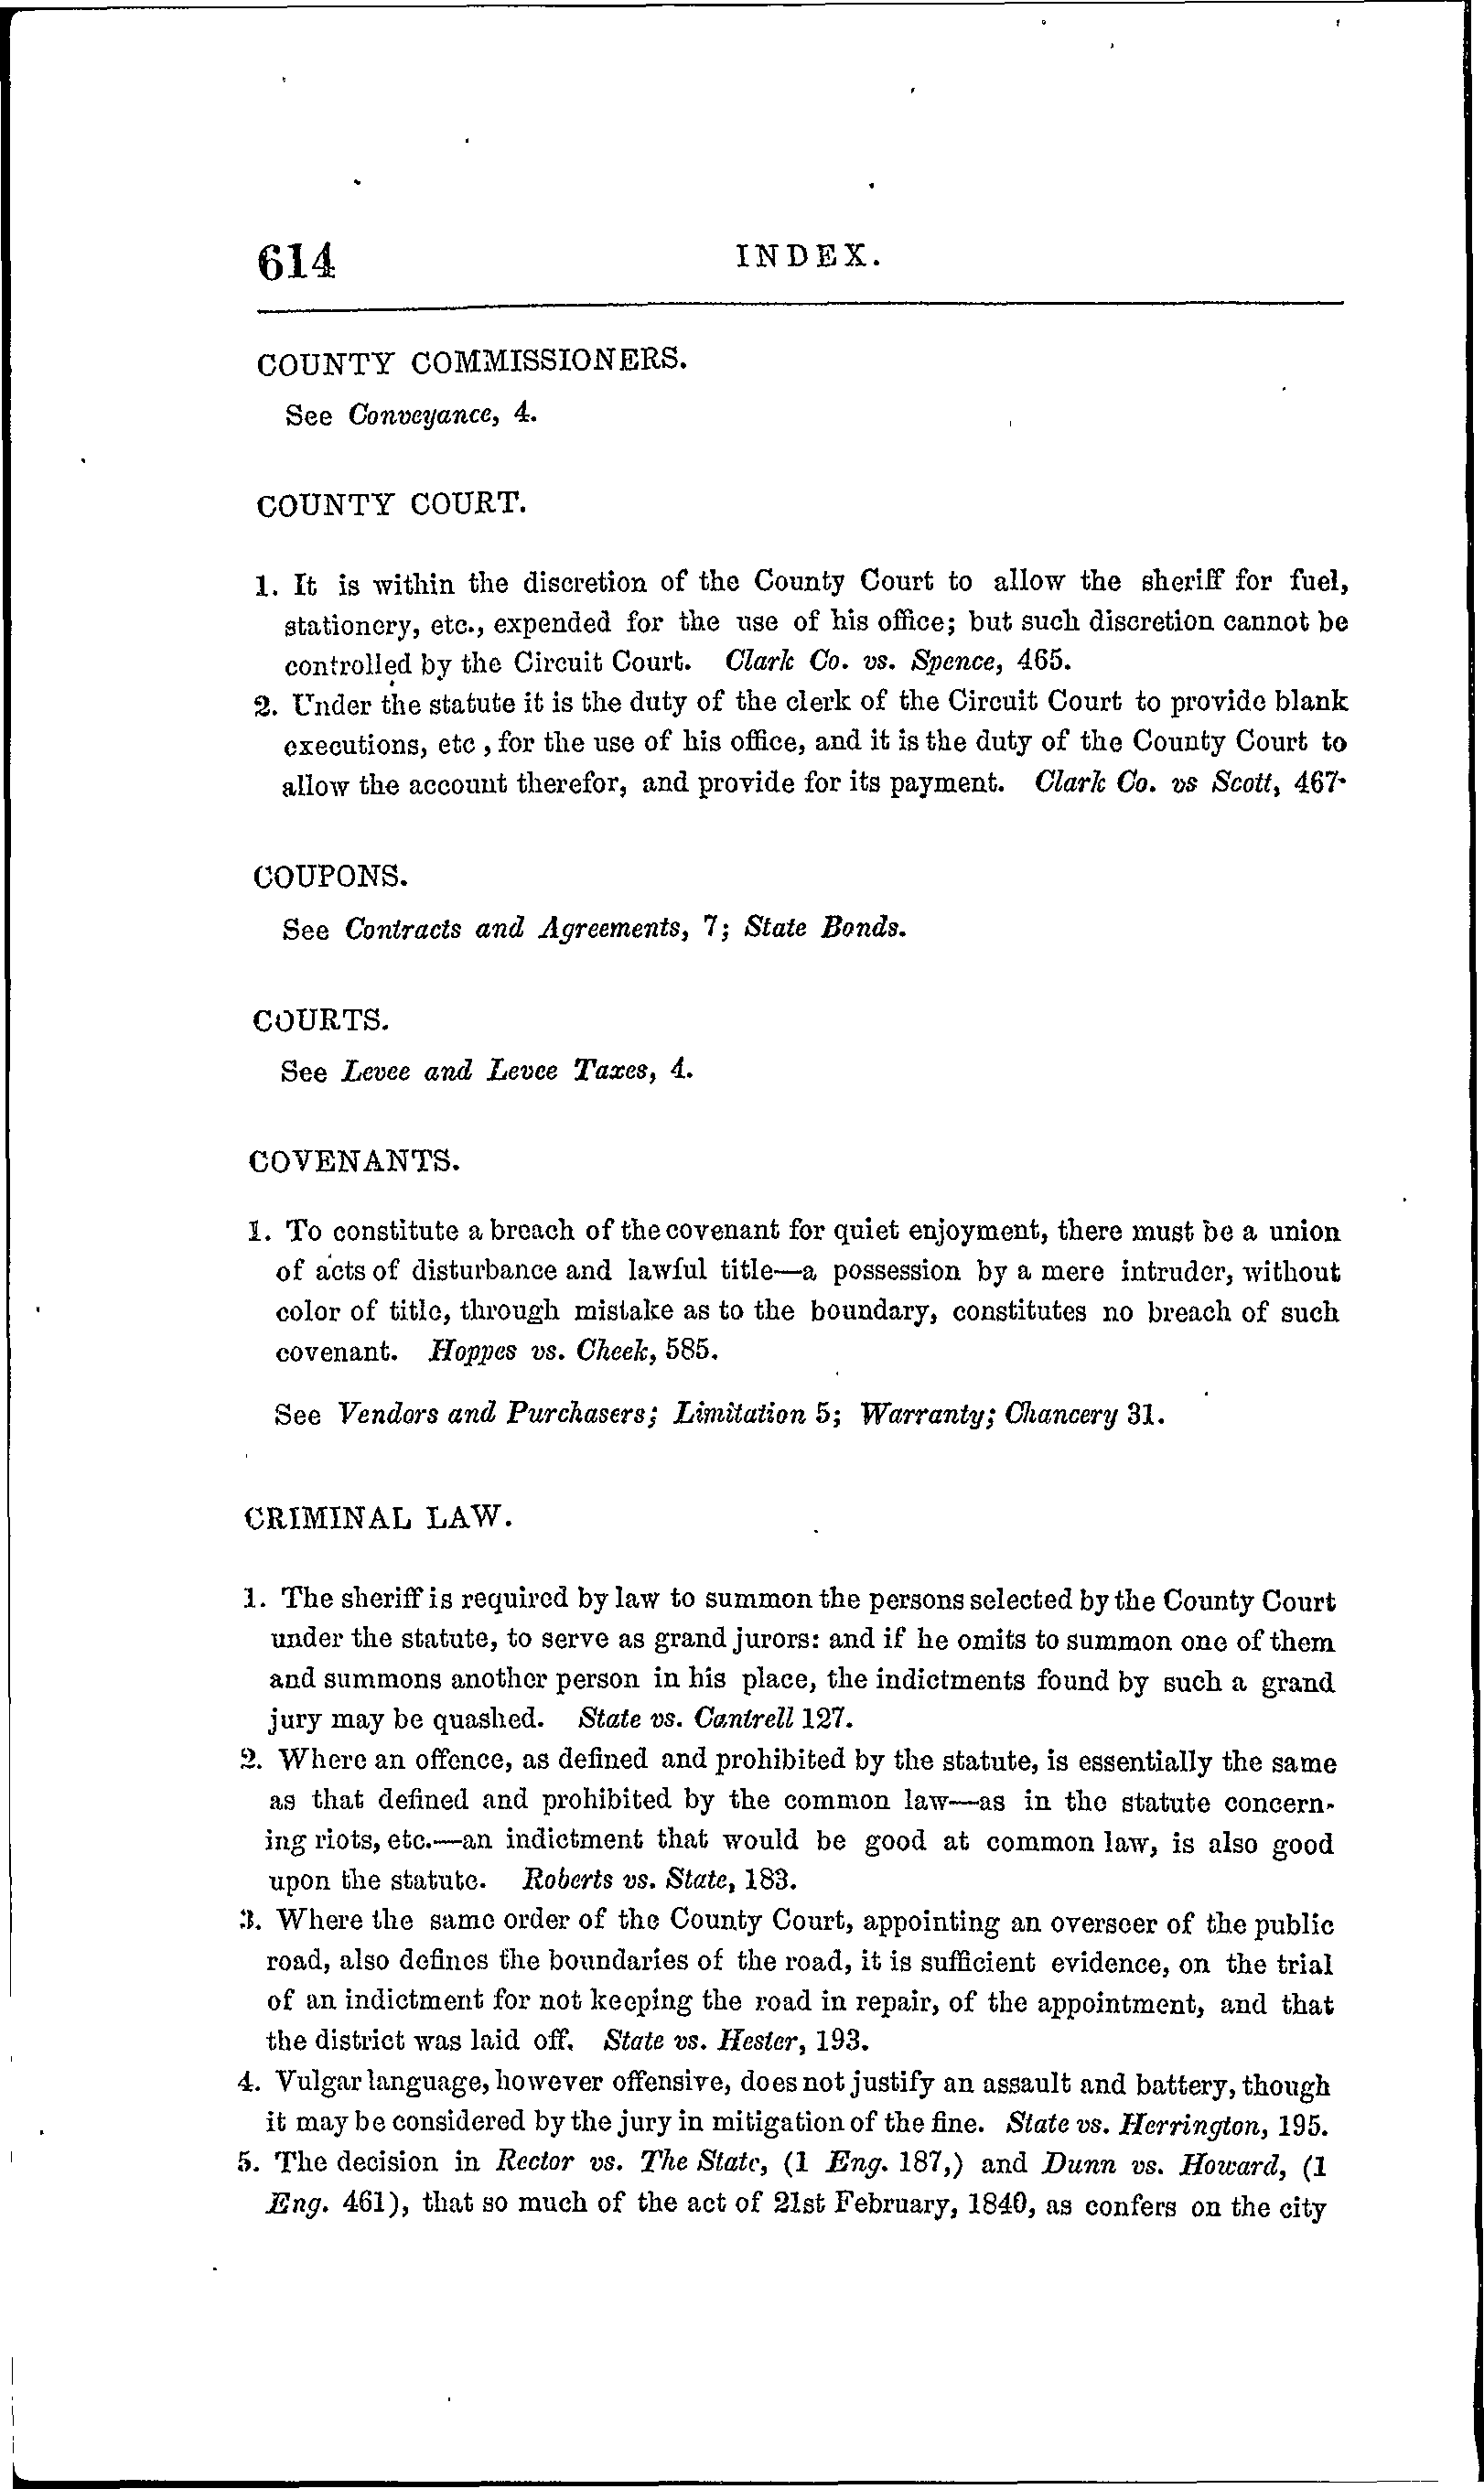 614 INDEX.
COUNTY COMMISSIONERS.
See Conveyance, 4.
COUNTY COURT.
1. It is within the discretion of the County Court to allow the sheriff for fuel,
stationery, etc., expended for the use of his office; but such discretion cannot be
controlled by the Circuit Court. Clark Co. vs. Spence, 465.
2. Under the statute it is the duty of the clerk of the Circuit Court to provide blank
executions, etc , for the use of his office, and it is the duty of the County Court to
allow the account therefor, and provide for its payment. Clark Co. vs Scott, 467·
COUPONS.
See Contracts and Agreements, 7; State Bonds.
COURTS.
See Levee and Levee Taxes, 4.
COVENANTS.
1. To constitute a breach of the covenant for quiet enjoyment, there must be a union
of acts of disturbance and lawful title—a possession by a mere intruder, without
color of title, through mistake as to the boundary, constitutes no breach of such
covenant. Hoppes vs. Cheek, 585.
See Vendors and Purchasers; Limitation 5; Warranty; Chancery 31.
CRIMINAL LAW.
1. The sheriff is required by law to summon the persons selected by the County Court
under the statute, to serve as grand jurors: and if he omits to summon one of them
and summons another person in his place, the indictments found by such a grand
jury may be quashed. State vs. Cantrell 127.
2. Where an offence, as defined and prohibited by the statute, is essentially the same
as that defined and prohibited by the common law—as in the statute concern-
ing riots, etc.—an indictment that would be good at common law, is also good
upon the statute. Roberts vs. State, 183.
3. Where the same order of the County Court, appointing an overseer of the public
road, also defines the boundaries of the road, it is sufficient evidence, on the trial
of an indictment for not keeping the road in repair, of the appointment, and that
the district was laid off. State vs. Hester, 193.
4. Vulgar language, however offensive, does not justify an assault and battery, though
it may be considered by the jury in mitigation of the fine. State vs. Herrington, 195.
5. The decision in Rector vs. The State, (1 Eng. 187,) and Dunn vs. Howard, (1
Eng. 461), that so much of the act of 21st February, 1840, as confers on the city